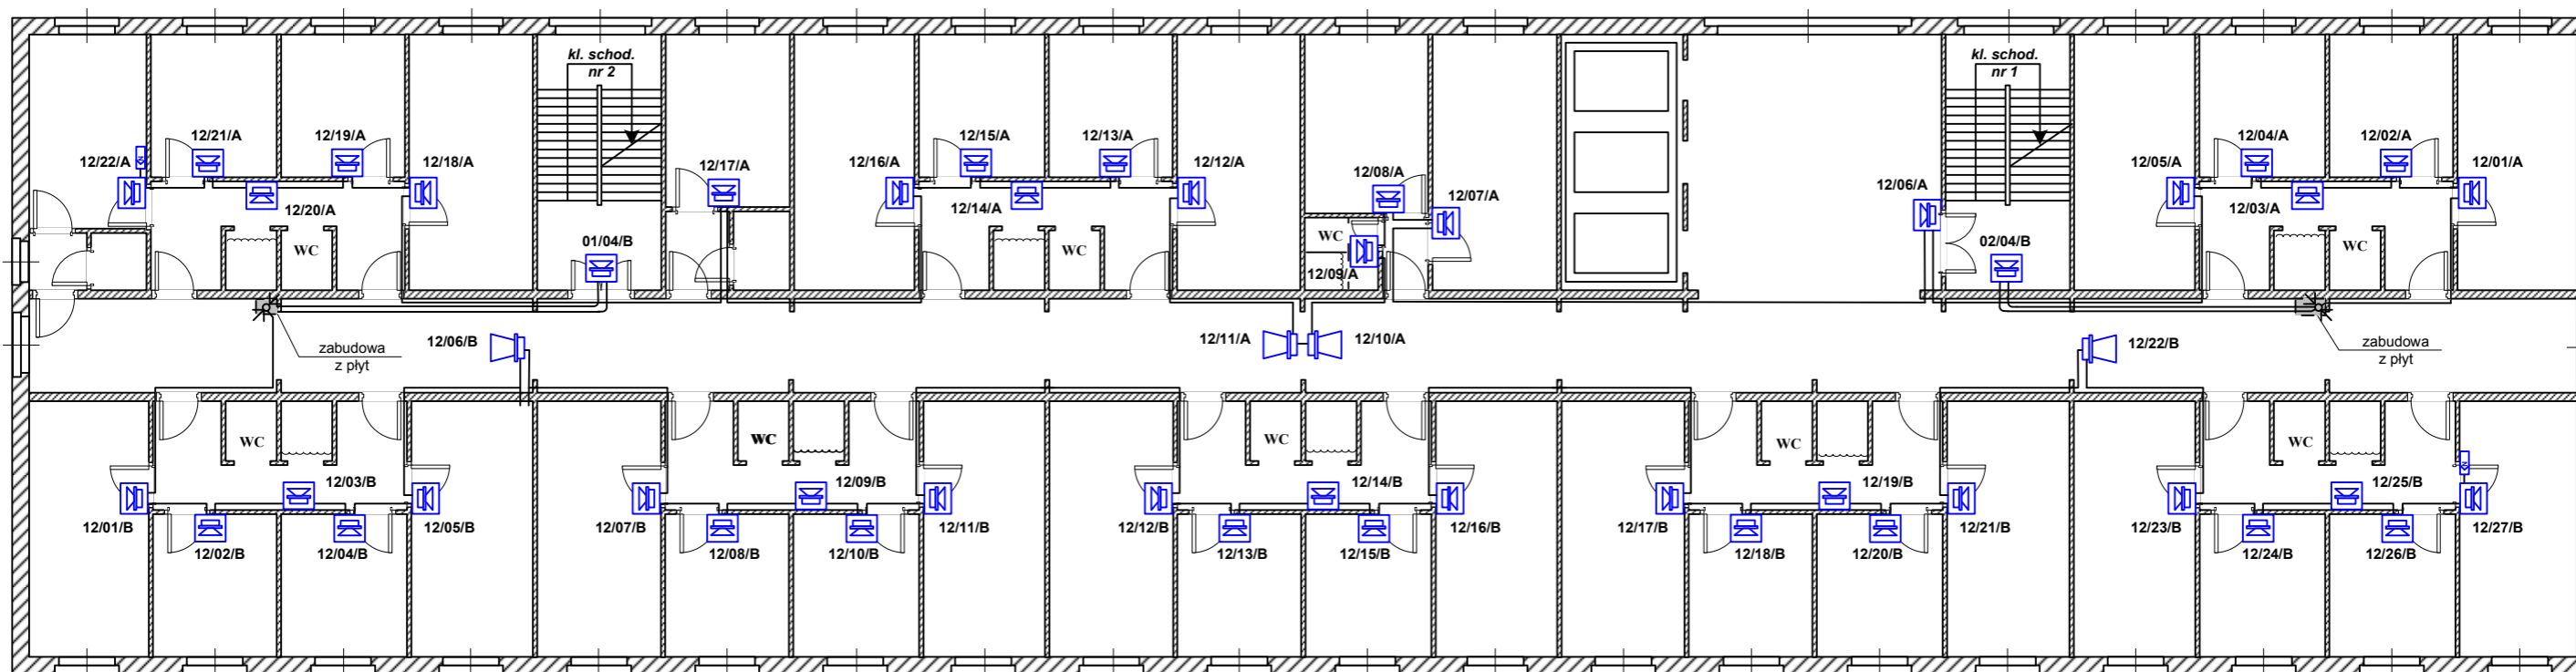 kl. schod.
nr 2
kl. schod.
nr 1
12/21/A
12/19/A
12/15/A
12/13/A
12/04/A
12/02/A
12/22/A
12/18/A
12/17/A
12/16/A
12/12/A
12/08/A
12/07/A
12/06/A
12/05/A
12/01/A
12/20/A
12/14/A
12/03/A
WC
01/04/B
WC
WC
12/09/A
02/04/B
WC
zabudowa
z płyt
12/06/B
12/11/A
12/10/A
12/22/B
zabudowa
z płyt
WC
WC
WC
WC
WC
12/03/B
12/09/B
12/14/B
12/19/B
12/25/B
12/01/B
12/05/B
12/07/B
12/11/B
12/12/B
12/16/B
12/17/B
12/21/B
12/23/B
12/27/B
12/02/B
12/04/B
12/08/B
12/10/B
12/13/B
12/15/B
12/18/B
12/20/B
12/24/B
12/26/B